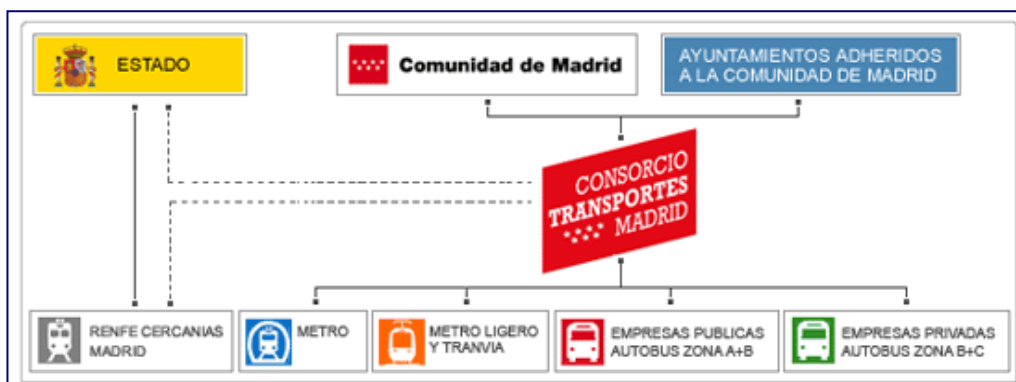 ESTADO
Comunidad de Madrid
AYUNTAMIENTOS ADHERIDOS
A LA COMUNIDAD DE MADRID
CONSORCIO
TRANSPORTES
MADRID
RENFE CERCANIAS
MADRID
METRO
METRO LIGERO
Y TRANVIA
EMPRESAS PUBLICAS
AUTOBUS ZONA A+B
EMPRESAS PRIVADAS
AUTOBUS ZONA B+C